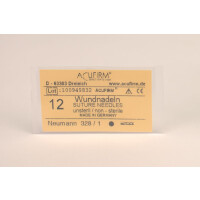 ACUFIRM®
D - 63303 Dreieich
www.acufirm.de
Lot
ACUFIRM®
12
Wundnadeln
SUTURE NEEDLES
unsteril / non - sterile
MADE IN GERMANY
Neumann 328 / 1